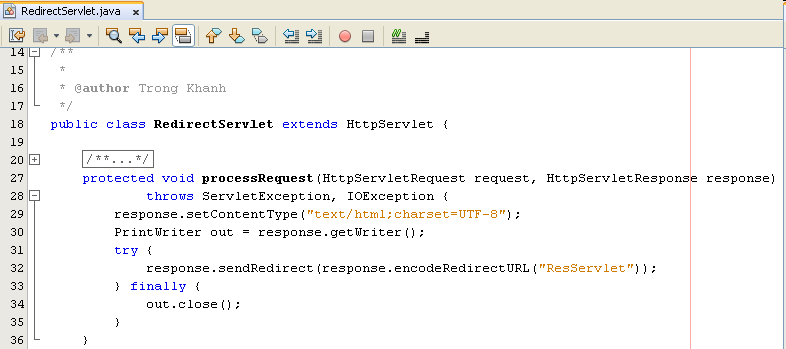 RedirectServlet.java
14 /**
15 *
16 * @author Trong Khanh
17 */
18 public class RedirectServlet extends HttpServlet {
19
20 /**...*/
27 protected void processRequest(HttpServletRequest request, HttpServletResponse response)
28 throws ServletException, IOException {
29 response.setContentType("text/html;charset=UTF-8");
30 PrintWriter out = response.getWriter();
31 try {
32 response.sendRedirect(response.encodeRedirectURL("ResServlet"));
33 } finally {
34 out.close();
35 }
36 }